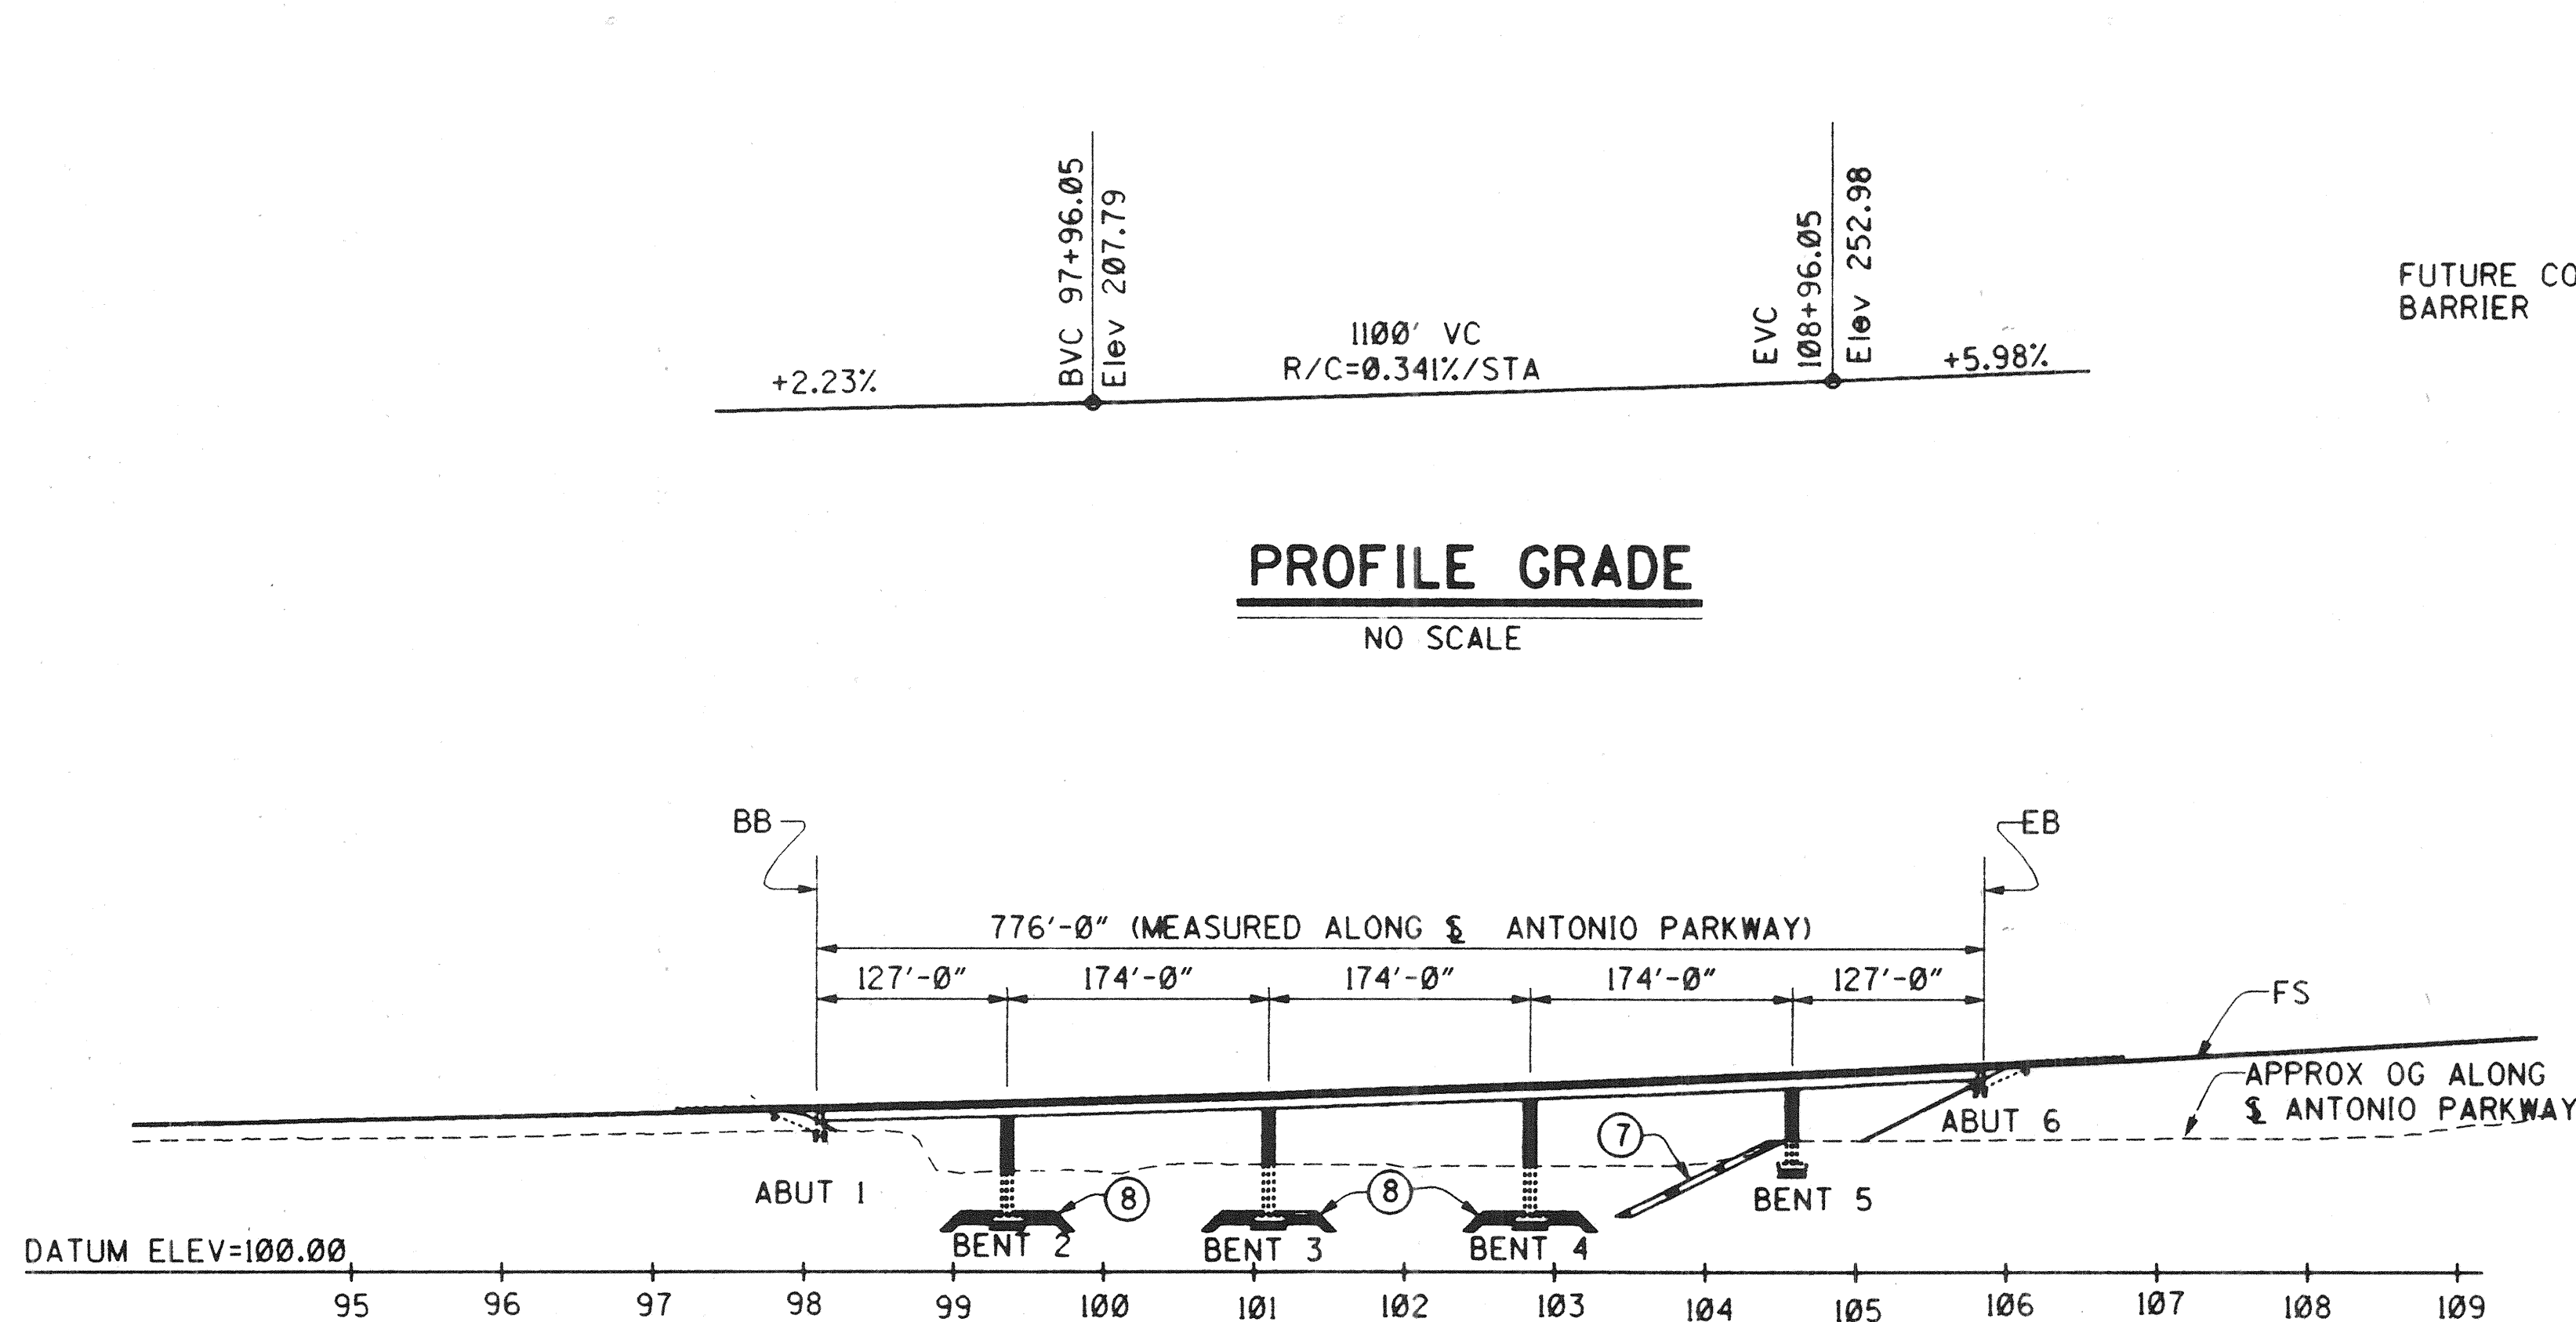 BVC 97+96.05
Elev 207.79
EVC
108+96.05
Elev 252.98
FUTURE CO
BARRIER
1100' VC
R/C=0.341%/STA
+2.23%
+5.98%
PROFILE GRADE
NO SCALE
BB
EB
776'-0" (MEASURED ALONG ℄ ANTONIO PARKWAY)
127'-0"
174'-0"
174'-0"
174'-0"
127'-0"
FS
APPROX OG ALONG
℄ ANTONIO PARKWAY
ABUT 1
ABUT 6
7
8
8
BENT 5
BENT 2
BENT 3
BENT 4
DATUM ELEV=100.00
95 96 97 98 99 100 101 102 103 104 105 106 107 108 109